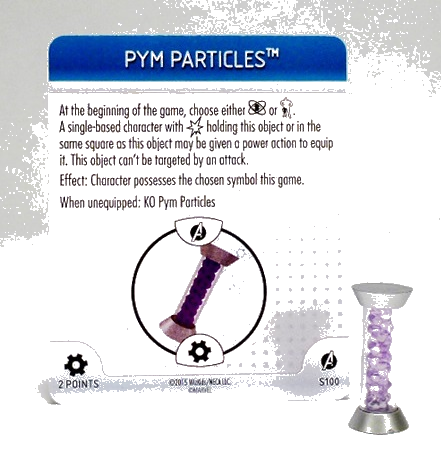 PYM PARTICLES™
At the beginning of the game, choose either or .
A single-based character with holding this object or in the
same square as this object may be given a power action to equip
it. This object can't be targeted by an attack.
Effect: Character possesses the chosen symbol this game.
When unequipped: KO Pym Particles
2 POINTS
©2015 WizKids/NECA LLC.
©MARVEL
S100